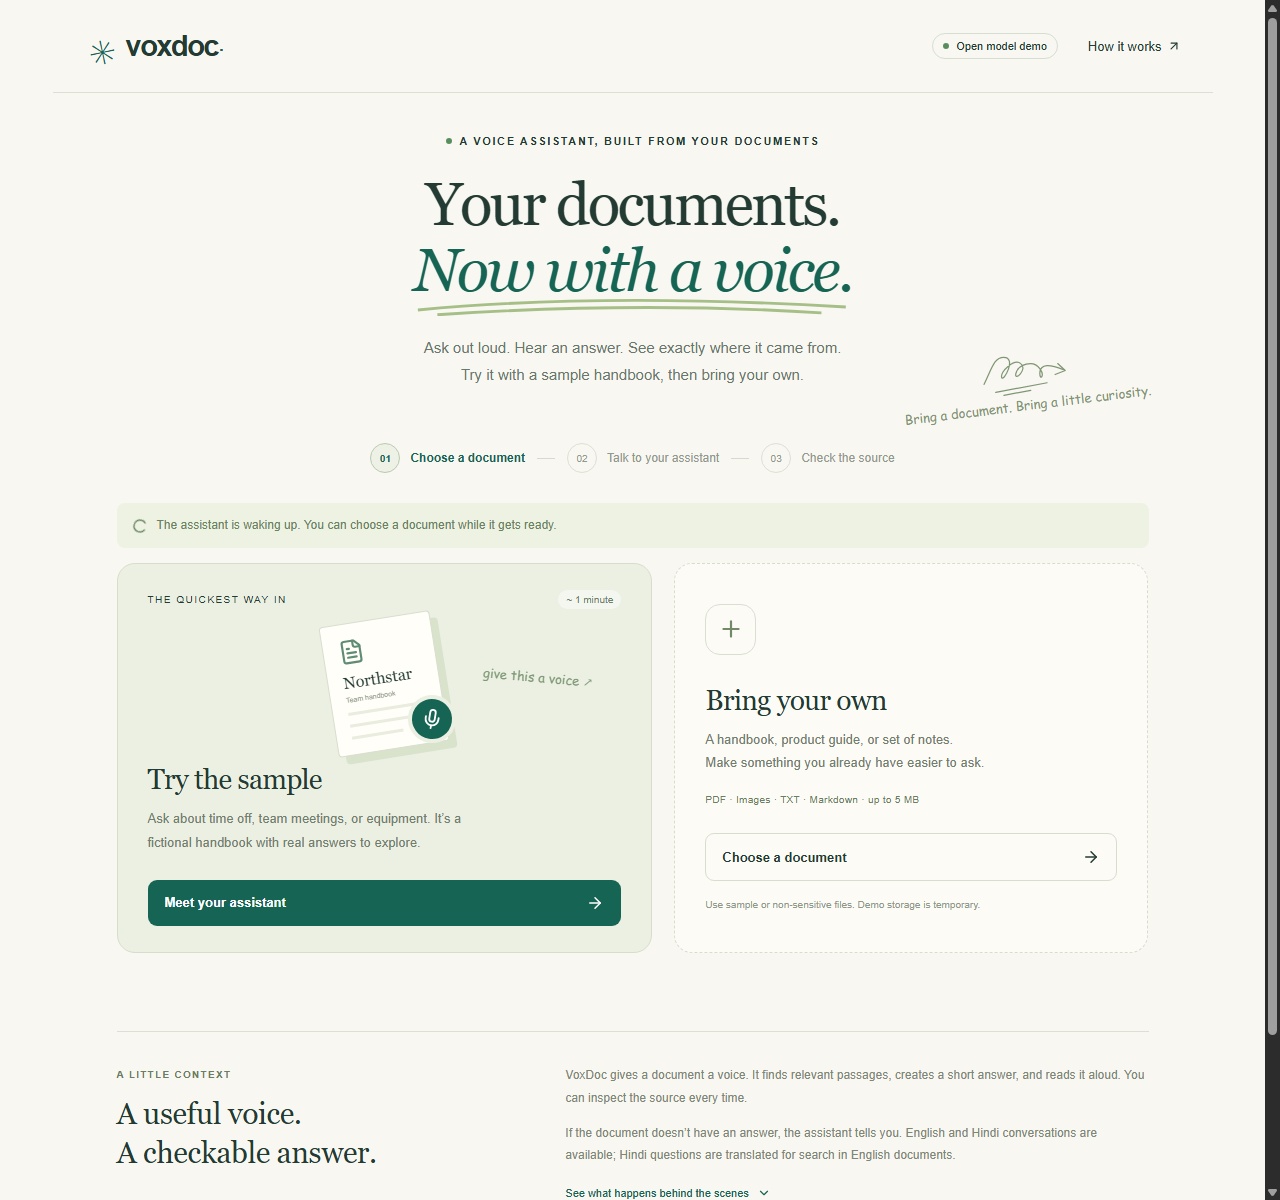 voxdoc.
Open model demo
How it works
A VOICE ASSISTANT, BUILT FROM YOUR DOCUMENTS
Your documents.
Now with a voice.
Ask out loud. Hear an answer. See exactly where it came from.
Try it with a sample handbook, then bring your own.
Bring a document. Bring a little curiosity.
01 Choose a document
02 Talk to your assistant
03 Check the source
The assistant is waking up. You can choose a document while it gets ready.
THE QUICKEST WAY IN
~ 1 minute
Northstar
Team handbook
give this a voice ↗
Try the sample
Ask about time off, team meetings, or equipment. It's a
fictional handbook with real answers to explore.
Meet your assistant
Bring your own
A handbook, product guide, or set of notes.
Make something you already have easier to ask.
PDF · Images · TXT · Markdown · up to 5 MB
Choose a document
Use sample or non-sensitive files. Demo storage is temporary.
A LITTLE CONTEXT
A useful voice.
A checkable answer.
VoxDoc gives a document a voice. It finds relevant passages, creates a short answer, and reads it aloud. You
can inspect the source every time.
If the document doesn't have an answer, the assistant tells you. English and Hindi conversations are
available; Hindi questions are translated for search in English documents.
See what happens behind the scenes